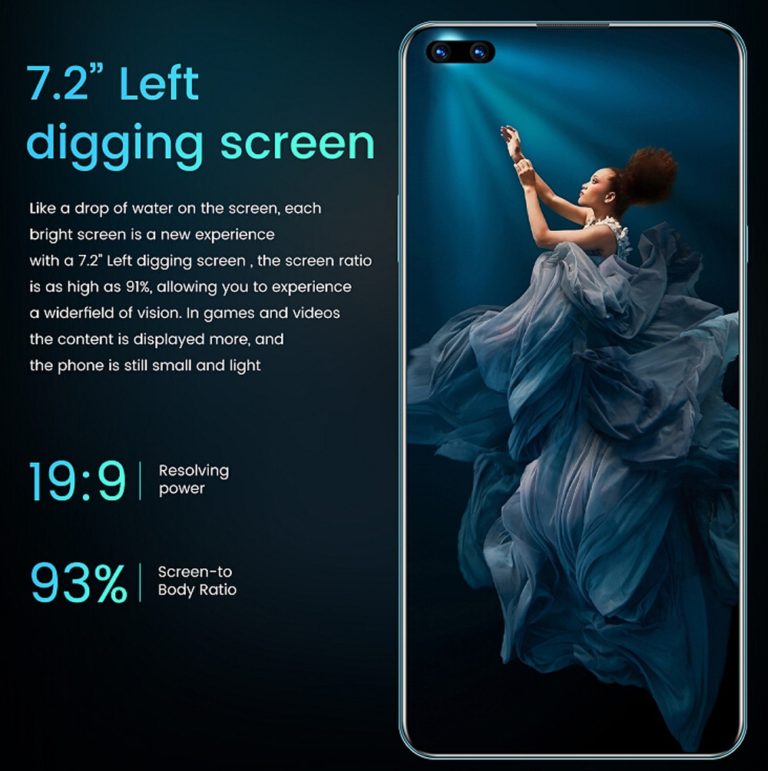 7.2” Left
digging screen
Like a drop of water on the screen, each
bright screen is a new experience
with a 7.2" Left digging screen , the screen ratio
is as high as 91%, allowing you to experience
a widerfield of vision. In games and videos
the content is displayed more, and
the phone is still small and light
19:9
Resolving
power
93%
Screen-to
Body Ratio